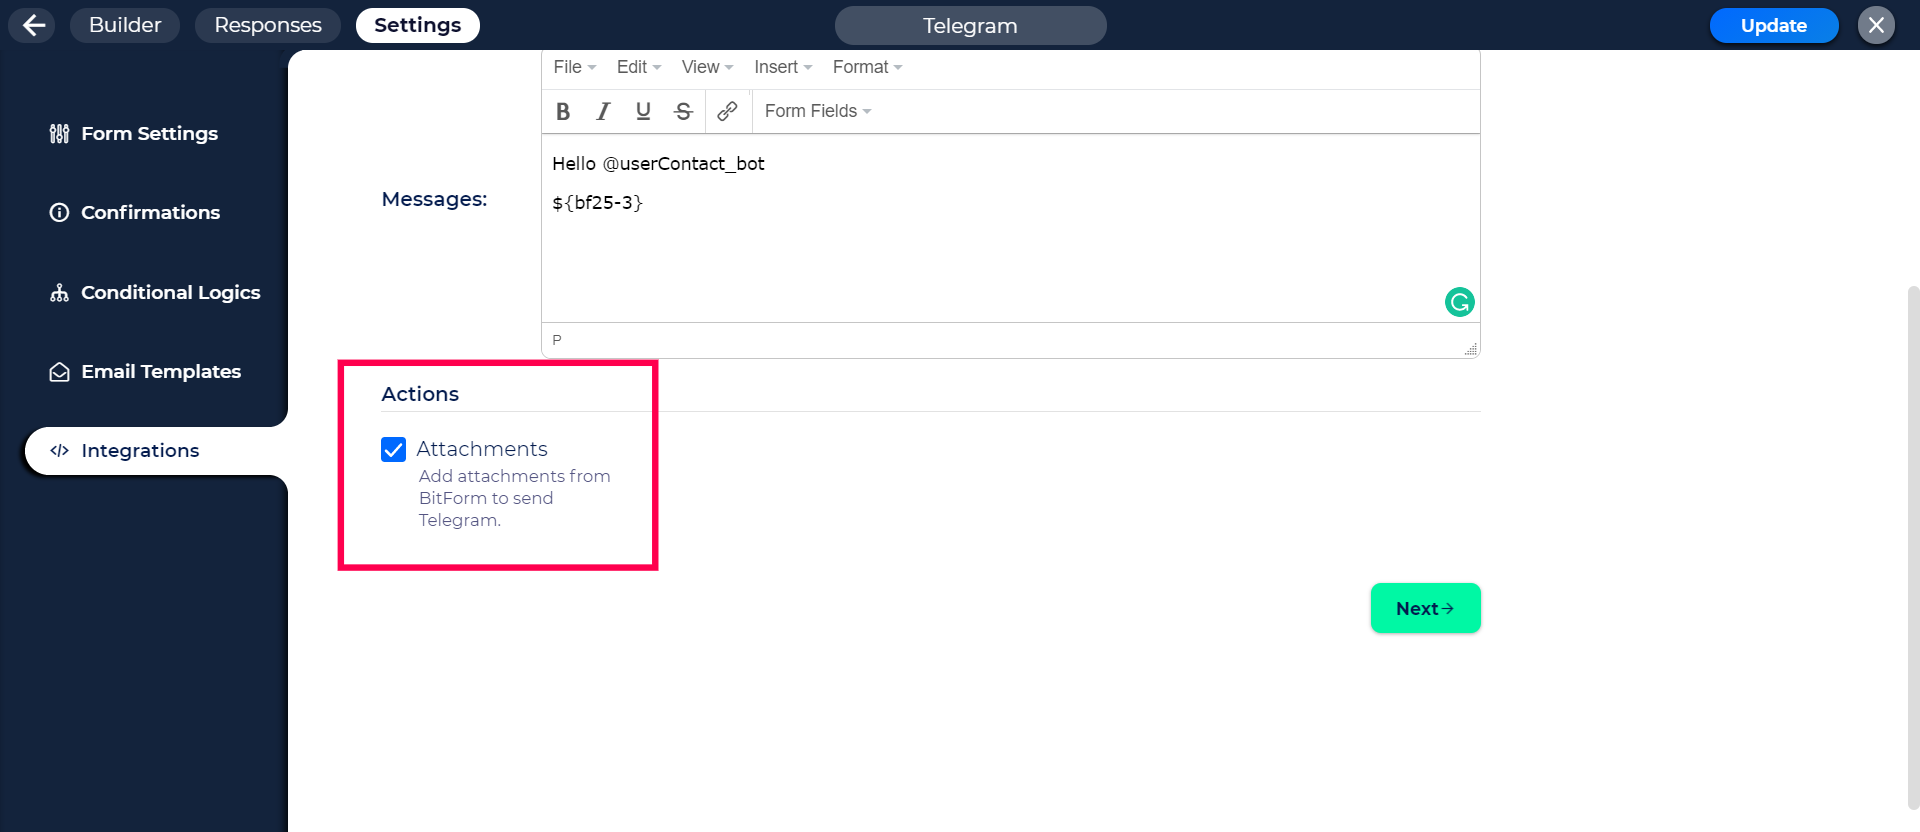 Builder Responses Settings Telegram Update
File Edit View Insert Format
Form Fields
Form Settings
Confirmations
Conditional Logics
Email Templates
Integrations
Messages:
Hello @userContact_bot
${bf25-3}
P
Actions
Attachments
Add attachments from
BitForm to send
Telegram.
Next